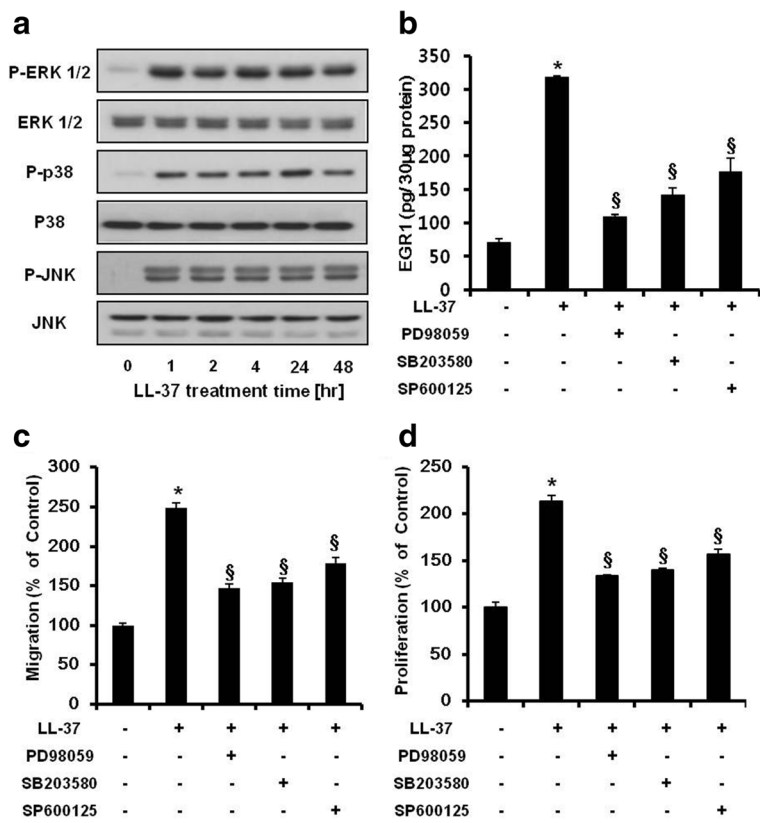 a
P-ERK 1/2
ERK 1/2
P-p38
P38
P-JNK
JNK
0 1 2 4 24 48
LL-37 treatment time [hr]
b
EGR1 (pg/30µg protein)
350
300
250
200
150
100
50
0
* § § §
LL-37 - + + + +
PD98059 - - + - -
SB203580 - - - + -
SP600125 - - - - +
c
Migration (% of Control)
300
250
200
150
100
50
0
* § § §
LL-37 - + + + +
PD98059 - - + - -
SB203580 - - - + -
SP600125 - - - - +
d
Proliferation (% of Control)
250
200
150
100
50
0
* § § §
LL-37 - + + + +
PD98059 - - + - -
SB203580 - - - + -
SP600125 - - - - +